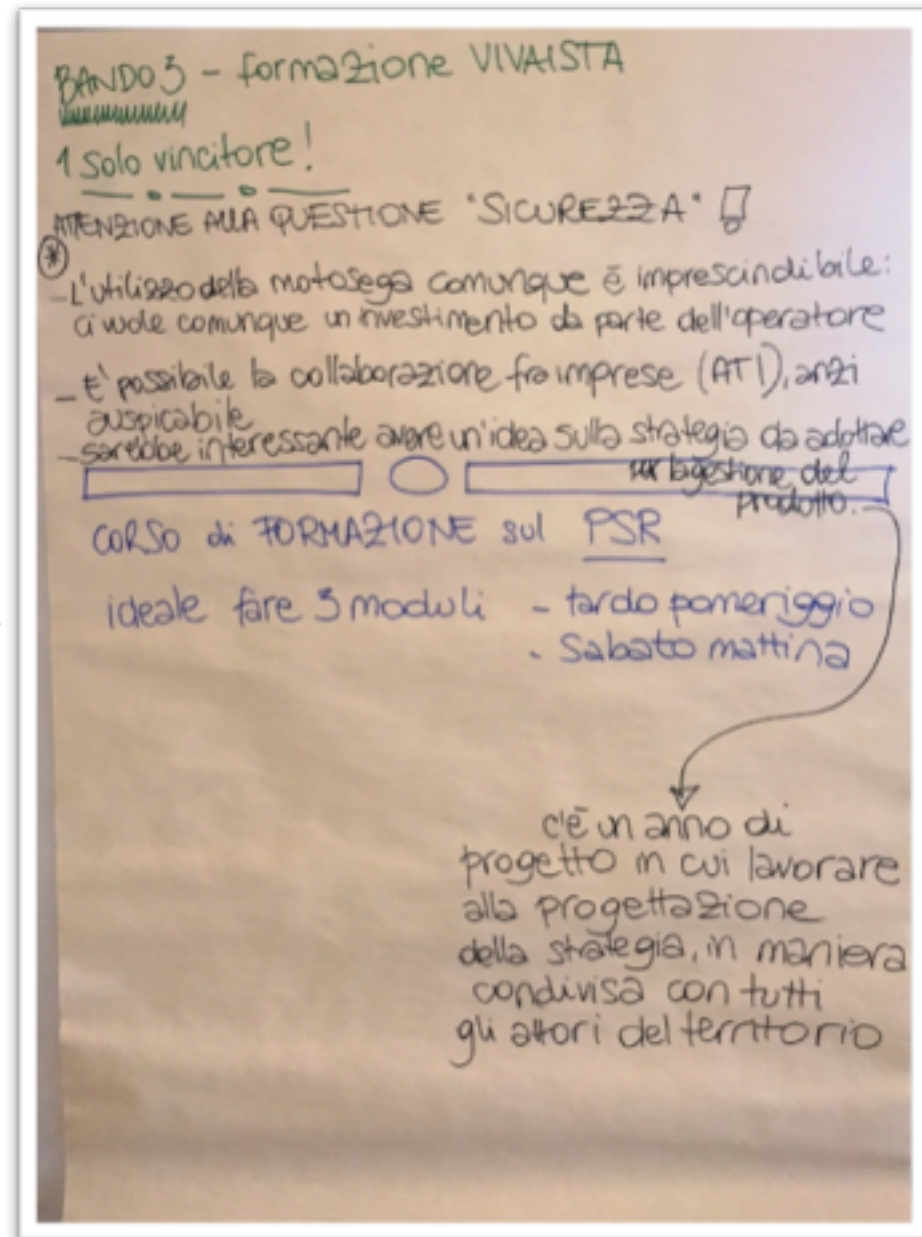 BANDO 3 - formazione VIVAISTA
1 solo vincitore!
ATTENZIONE ALLA QUESTIONE "SICUREZZA"
*
- L'utilizzo della motosega comunque è imprescindibile:
ci vuole comunque un investimento da parte dell'operatore
- E' possibile la collaborazione fra imprese (ATI), anzi
auspicabile
- sarebbe interessante avere un'idea sulla strategia da adottare
per la gestione del
prodotto.
CORSO di FORMAZIONE sul PSR
ideale fare 3 moduli - tardo pomeriggio
- Sabato mattina
c'è un anno di
progetto in cui lavorare
alla progettazione
della strategia, in maniera
condivisa con tutti
gli attori del territorio